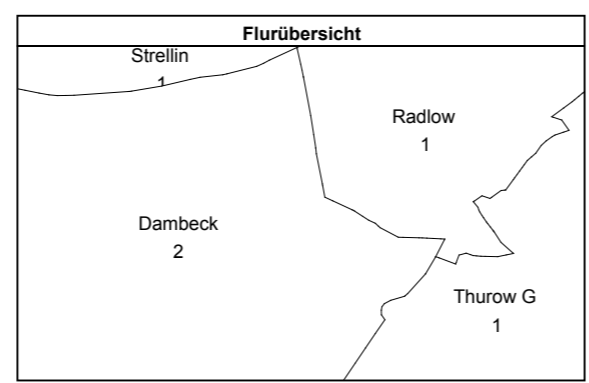 Flurübersicht
Strellin
1
Radlow
1
Dambeck
2
Thurow G
1